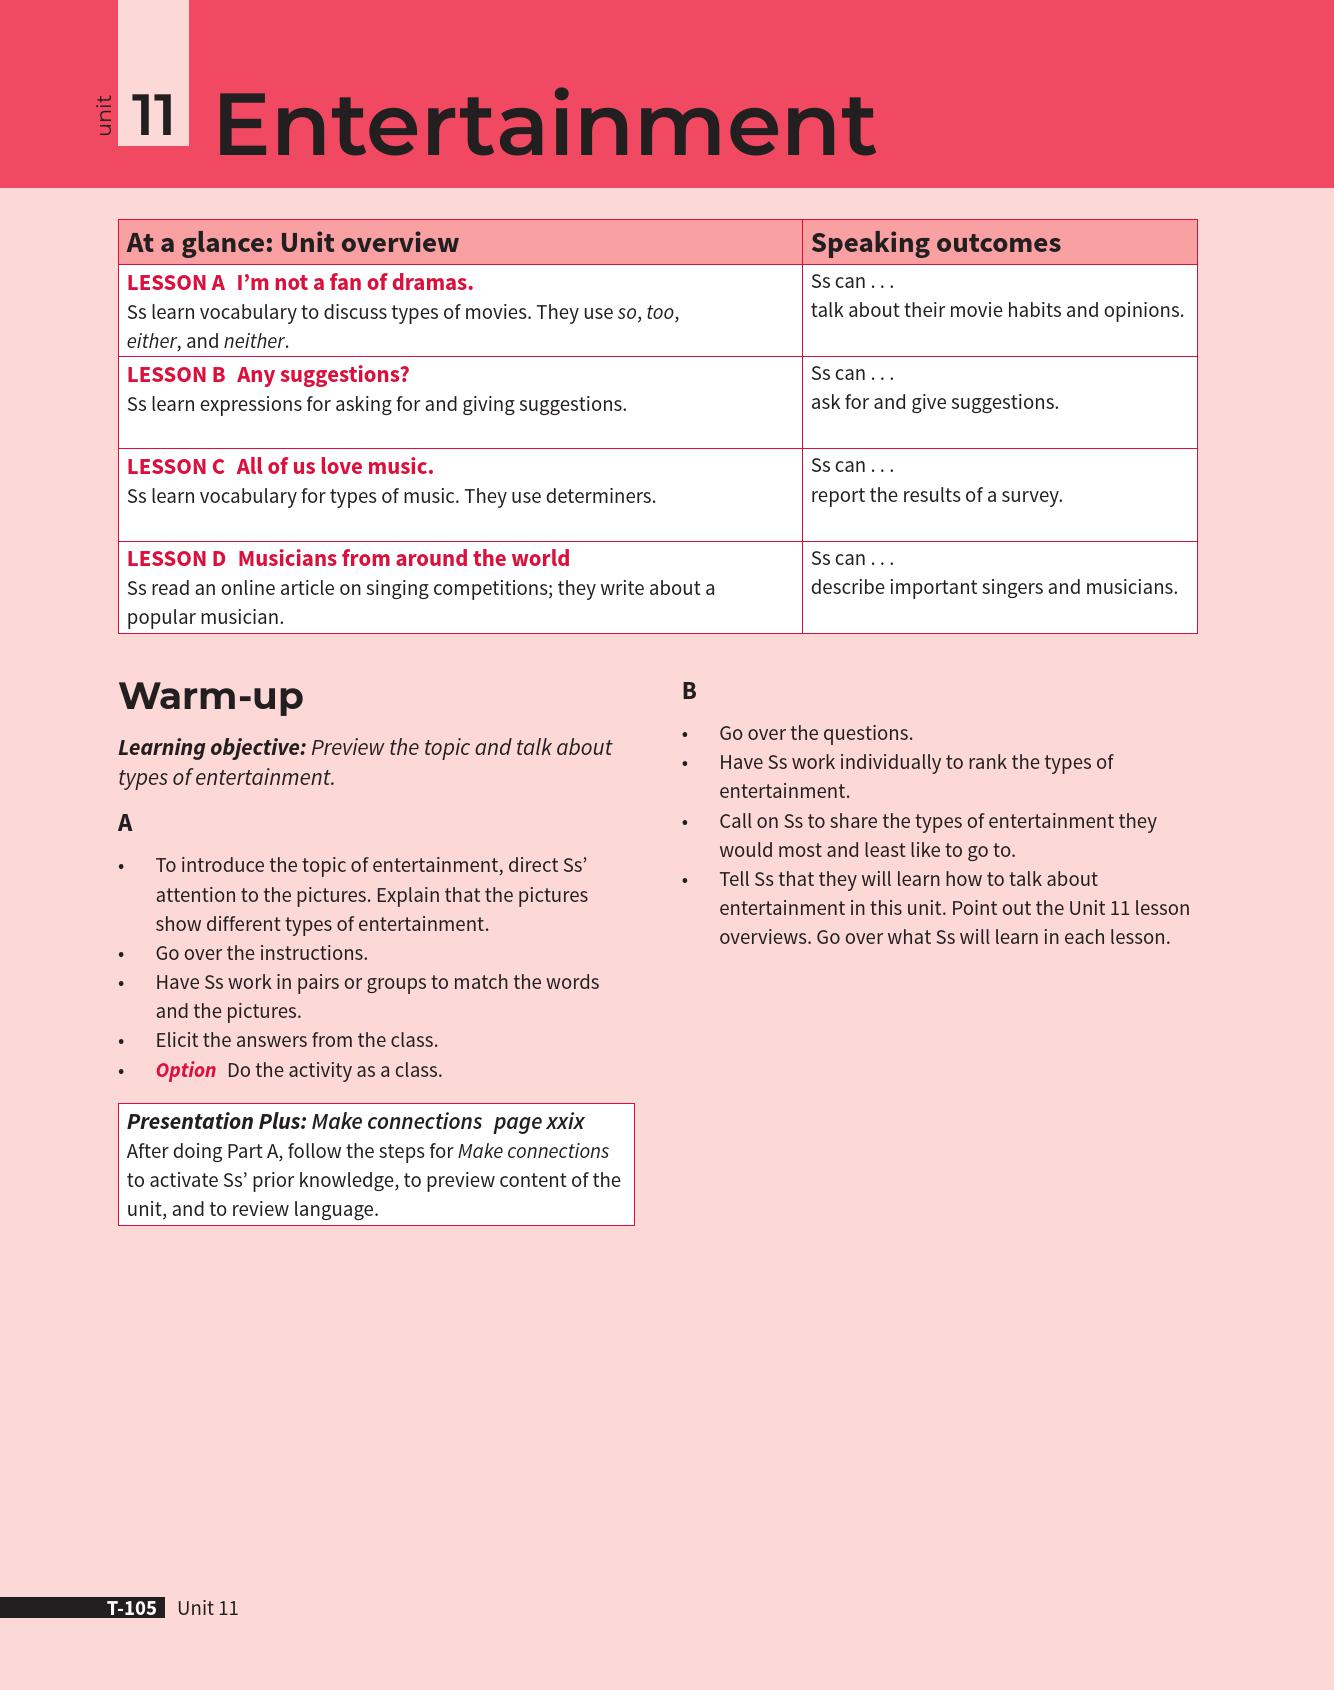 unit
11 Entertainment
At a glance: Unit overview
Speaking outcomes
LESSON A I’m not a fan of dramas.
Ss learn vocabulary to discuss types of movies. They use so, too,
either, and neither.
Ss can . . .
talk about their movie habits and opinions.
LESSON B Any suggestions?
Ss learn expressions for asking for and giving suggestions.
Ss can . . .
ask for and give suggestions.
LESSON C All of us love music.
Ss learn vocabulary for types of music. They use determiners.
Ss can . . .
report the results of a survey.
LESSON D Musicians from around the world
Ss read an online article on singing competitions; they write about a
popular musician.
Ss can . . .
describe important singers and musicians.
Warm-up
Learning objective: Preview the topic and talk about
types of entertainment.
A
• To introduce the topic of entertainment, direct Ss’
attention to the pictures. Explain that the pictures
show different types of entertainment.
• Go over the instructions.
• Have Ss work in pairs or groups to match the words
and the pictures.
• Elicit the answers from the class.
• Option Do the activity as a class.
Presentation Plus: Make connections page xxix
After doing Part A, follow the steps for Make connections
to activate Ss’ prior knowledge, to preview content of the
unit, and to review language.
B
• Go over the questions.
• Have Ss work individually to rank the types of
entertainment.
• Call on Ss to share the types of entertainment they
would most and least like to go to.
• Tell Ss that they will learn how to talk about
entertainment in this unit. Point out the Unit 11 lesson
overviews. Go over what Ss will learn in each lesson.
T-105 Unit 11